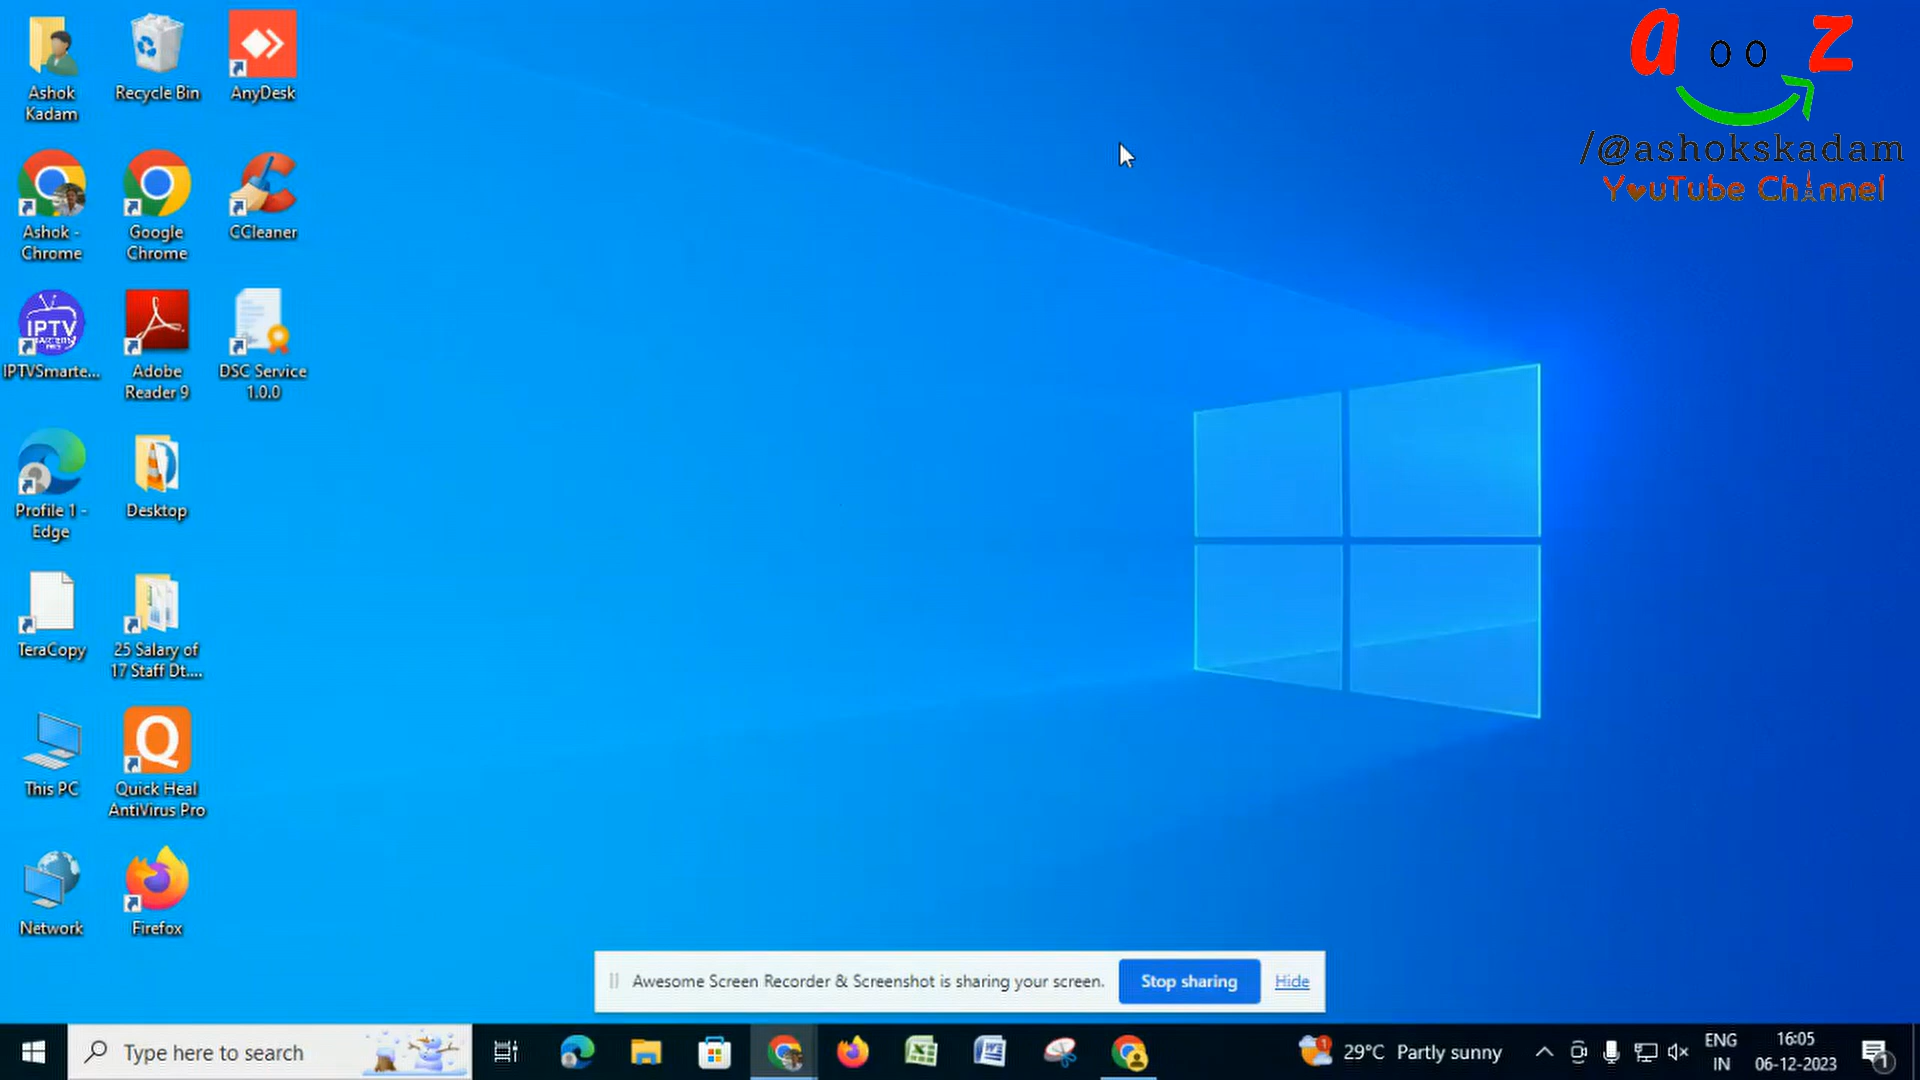 Ashok
Kadam
Recycle Bin
AnyDesk
Ashok -
Chrome
Google
Chrome
CCleaner
IPTV
IPTVSmarte...
Adobe
Reader 9
DSC Service
1.0.0
Profile 1 -
Edge
Desktop
TeraCopy
25 Salary of
17 Staff Dt....
This PC
Q
Quick Heal
AntiVirus Pro
Network
Firefox
a oo z
/@ashokskadam
YouTube Channel
Awesome Screen Recorder & Screenshot is sharing your screen.
Stop sharing
Hide
Type here to search
1
29°C Partly sunny
ENG
IN
16:05
06-12-2023
1